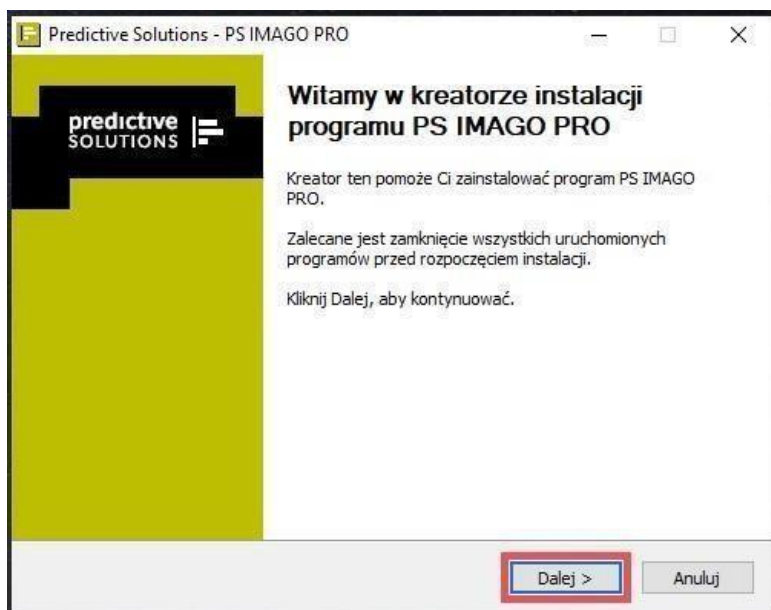 Predictive Solutions - PS IMAGO PRO
predictive
SOLUTIONS
Witamy w kreatorze instalacji
programu PS IMAGO PRO
Kreator ten pomoże Ci zainstalować program PS IMAGO
PRO.
Zalecane jest zamknięcie wszystkich uruchomionych
programów przed rozpoczęciem instalacji.
Kliknij Dalej, aby kontynuować.
Dalej >
Anuluj